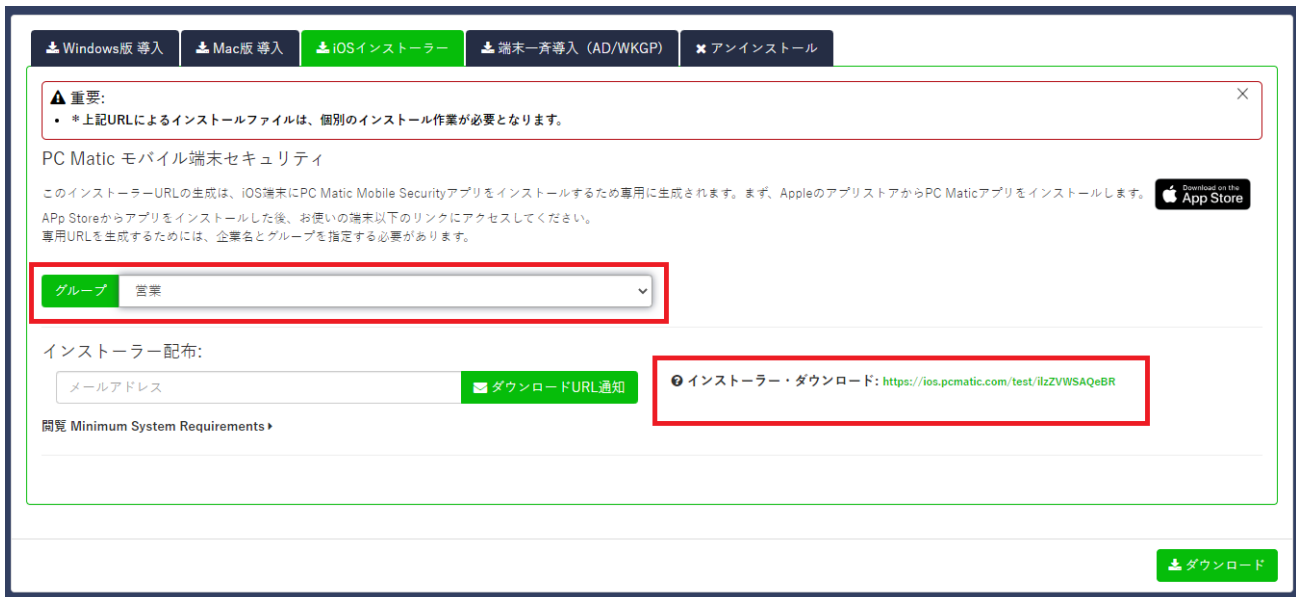 Windows版 導入
Mac版 導入
iOSインストーラー
端末一斉導入（AD/WKGP）
アンインストール
重要:
＊上記URLによるインストールファイルは、個別のインストール作業が必要となります。
PC Matic モバイル端末セキュリティ
このインストーラーURLの生成は、iOS端末にPC Matic Mobile Securityアプリをインストールするため専用に生成されます。まず、AppleのアプリストアからPC Maticアプリをインストールします。
Download on the
App Store
APp Storeからアプリをインストールした後、お使いの端末以下のリンクにアクセスしてください。
専用URLを生成するためには、企業名とグループを指定する必要があります。
グループ 営業
インストーラー配布:
メールアドレス
ダウンロードURL通知
インストーラー・ダウンロード: https://ios.pcmatic.com/test/ilzZVWSAQeBR
閲覧 Minimum System Requirements
ダウンロード